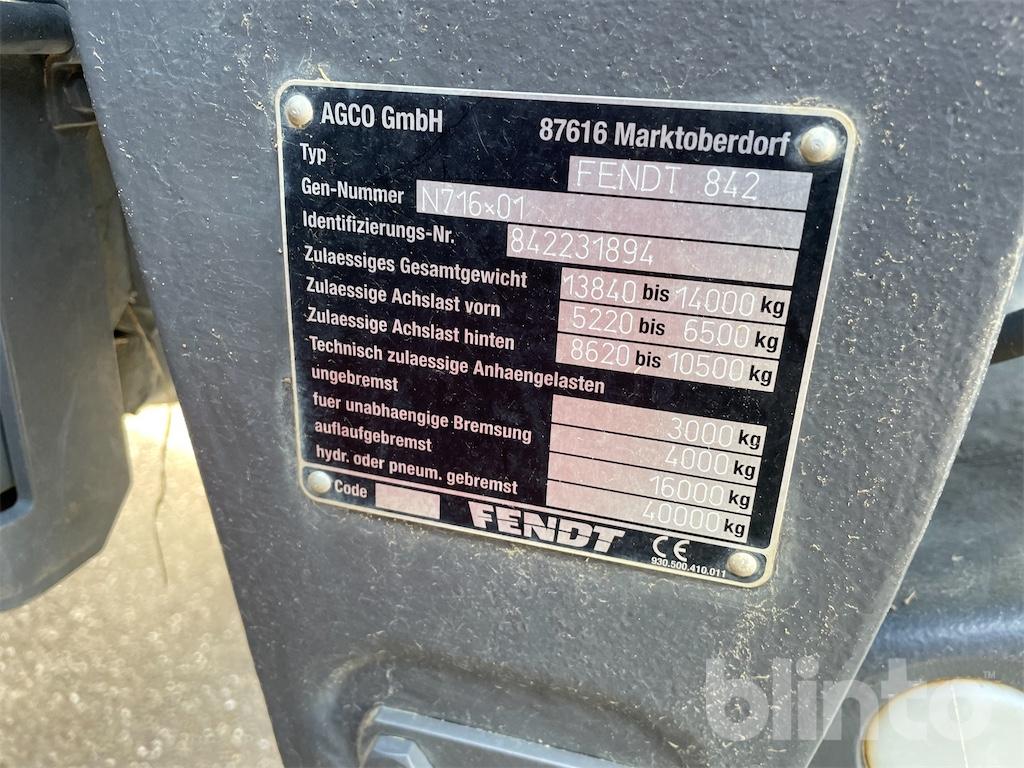 AGCO GmbH 87616 Marktoberdorf
Typ FENDT 842
Gen-Nummer N716×01
Identifizierungs-Nr. 842231894
Zulaessiges Gesamtgewicht 13840 bis 14000 kg
Zulaessige Achslast vorn 5220 bis 6500 kg
Zulaessige Achslast hinten 8620 bis 10500 kg
Technisch zulaessige Anhaengelasten
ungebremst 3000 kg
fuer unabhaengige Bremsung 4000 kg
auflaufgebremst 16000 kg
hydr. oder pneum. gebremst 40000 kg
Code FENDT CE
930.500.410.011
blinto™